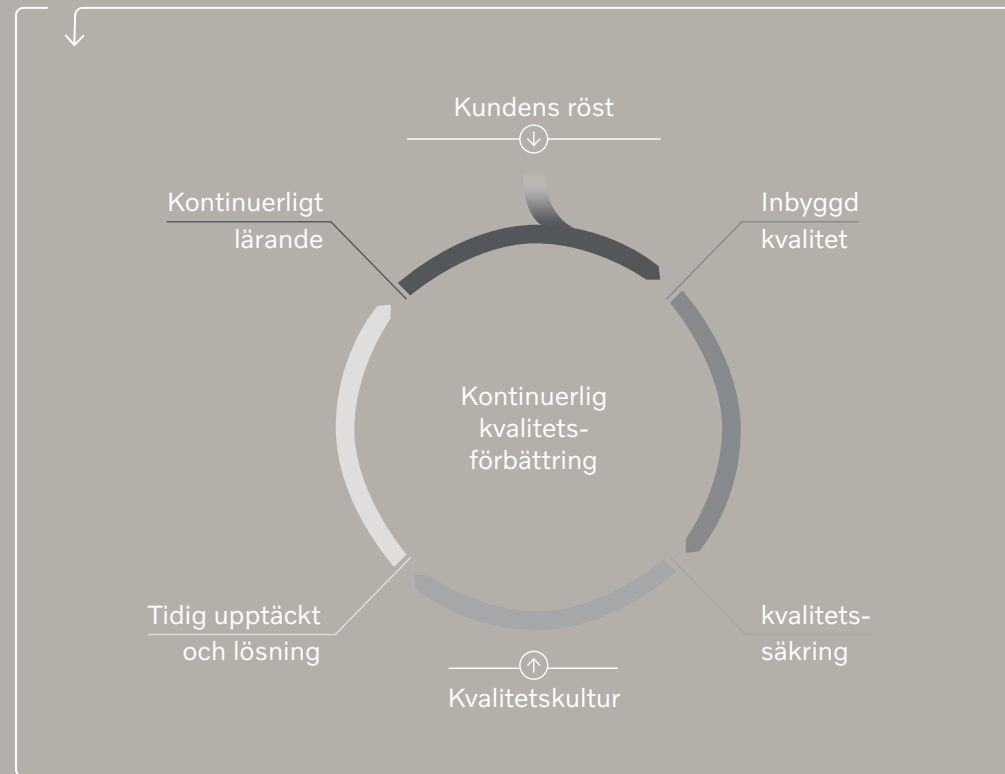 Kundens röst
Kontinuerligt
lärande
Inbyggd
kvalitet
Kontinuerlig
kvalitets-
förbättring
Tidig upptäckt
och lösning
kvalitets-
säkring
Kvalitetskultur